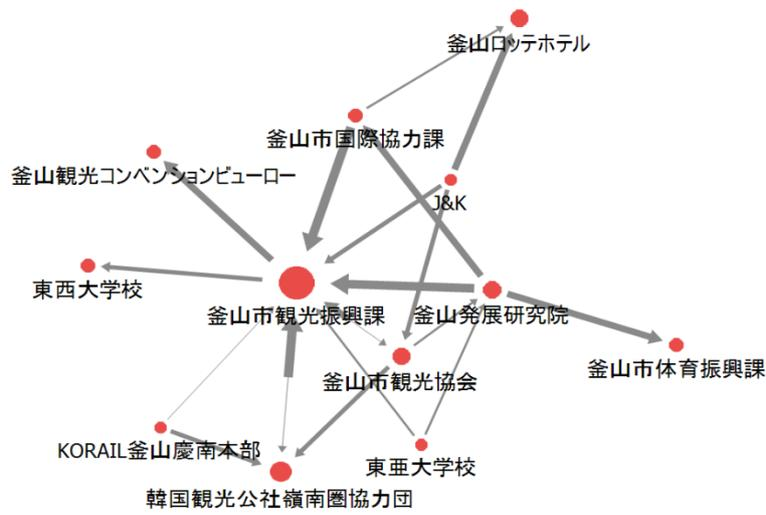 釜山ロッテホテル
釜山市国際協力課
釜山観光コンベンションビューロー
J&K
東西大学校
釜山市観光振興課
釜山発展研究院
釜山市体育振興課
釜山市観光協会
KORAIL釜山慶南本部
東亜大学校
韓国観光公社嶺南圏協力団